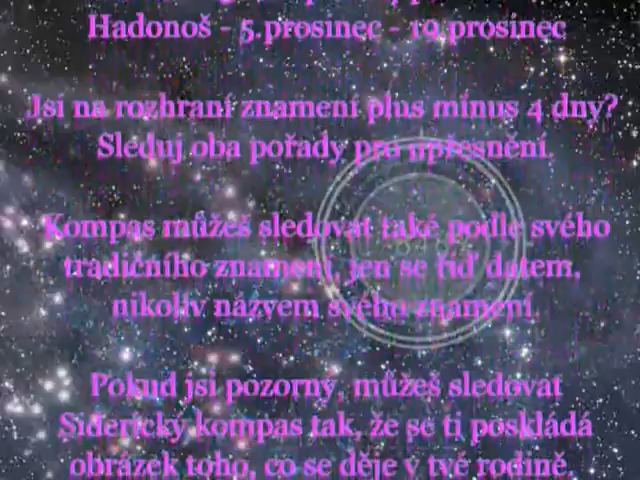 Hadonoš - 5.prosinec - 19.prosinec
Jsi na rozhraní znamení plus mínus 4 dny?
Sleduj oba pořady pro upřesnění.
Kompas můžeš sledovat také podle svého
tradičního znamení, jen se řiď datem,
nikoliv názvem svého znamení.
Pokud jsi pozorný, můžeš sledovat
Siderický kompas tak, že se ti poskládá
obrázek toho, co se děje v tvé rodině.